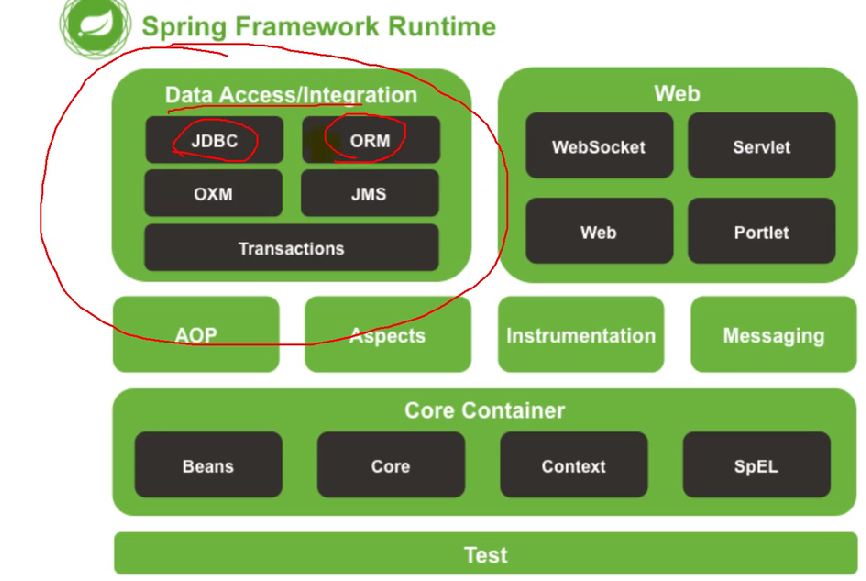 Spring Framework Runtime
Data Access/Integration
JDBC
ORM
OXM
JMS
Transactions
Web
WebSocket
Servlet
Web
Portlet
AOP
Aspects
Instrumentation
Messaging
Core Container
Beans
Core
Context
SpEL
Test